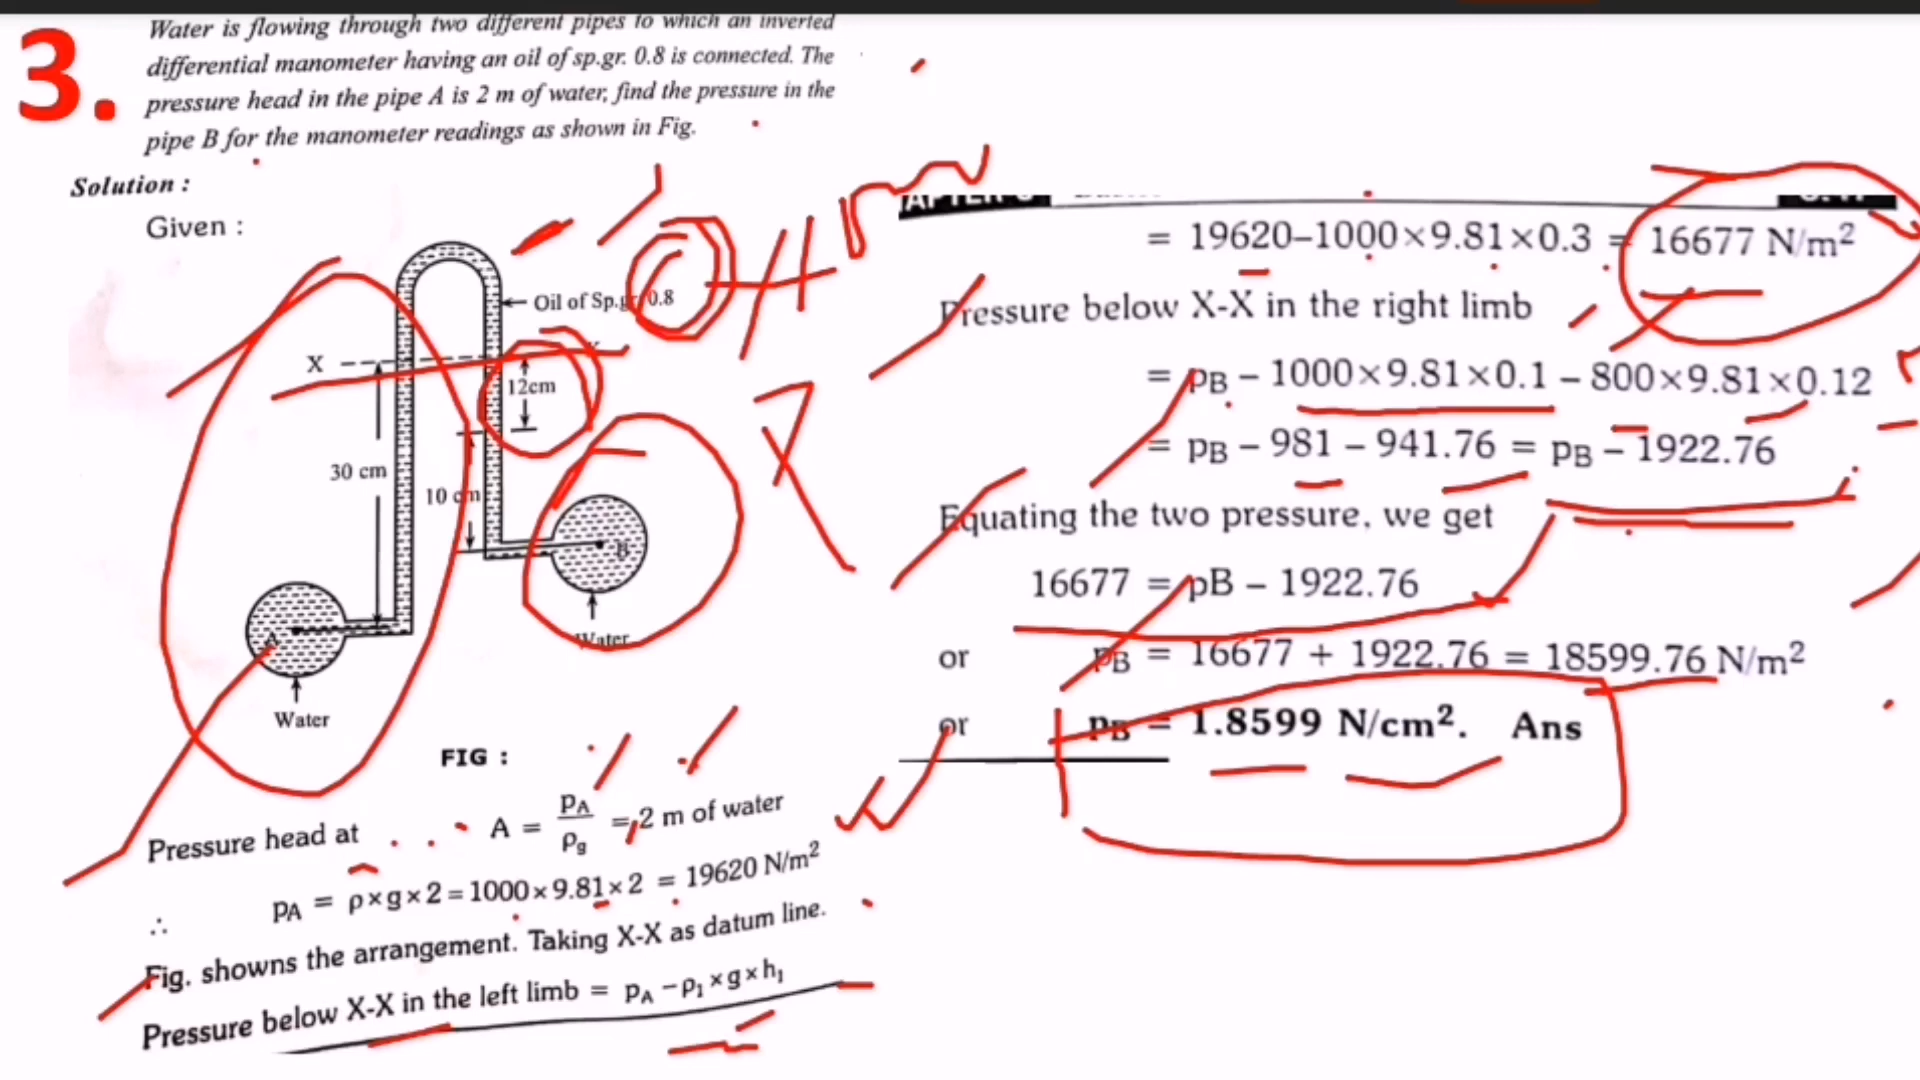 3.
Water is flowing through two different pipes to which an inverted
differential manometer having an oil of sp.gr. 0.8 is connected. The
pressure head in the pipe A is 2 m of water, find the pressure in the
pipe B for the manometer readings as shown in Fig.
Solution :
Given :
Oil of Sp.gr 0.8
X
12cm
30 cm
10 cm
B
A
Water
Water
FIG :
Pressure head at A = pA/ρg = 2 m of water
∴ pA = ρ×g×2 = 1000×9.81×2 = 19620 N/m²
Fig. showns the arrangement. Taking X-X as datum line.
Pressure below X-X in the left limb = pA – ρ1×g×h1
= 19620–1000×9.81×0.3 = 16677 N/m²
Pressure below X-X in the right limb
= pB – 1000×9.81×0.1 – 800×9.81×0.12
= pB – 981 – 941.76 = pB – 1922.76
Equating the two pressure, we get
16677 = pB – 1922.76
or pB = 16677 + 1922.76 = 18599.76 N/m²
or pB = 1.8599 N/cm². Ans